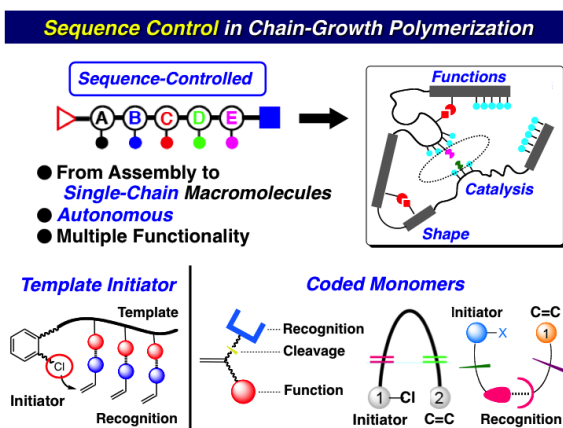 Sequence Control in Chain-Growth Polymerization
Sequence-Controlled
A B C D E
● From Assembly to
Single-Chain Macromolecules
● Autonomous
● Multiple Functionality
Functions
Catalysis
Shape
Template Initiator
Template
Cl
Initiator
Recognition
Coded Monomers
Recognition
Cleavage
Function
1 Cl 2
Initiator C=C
Initiator C=C
X 1
Recognition